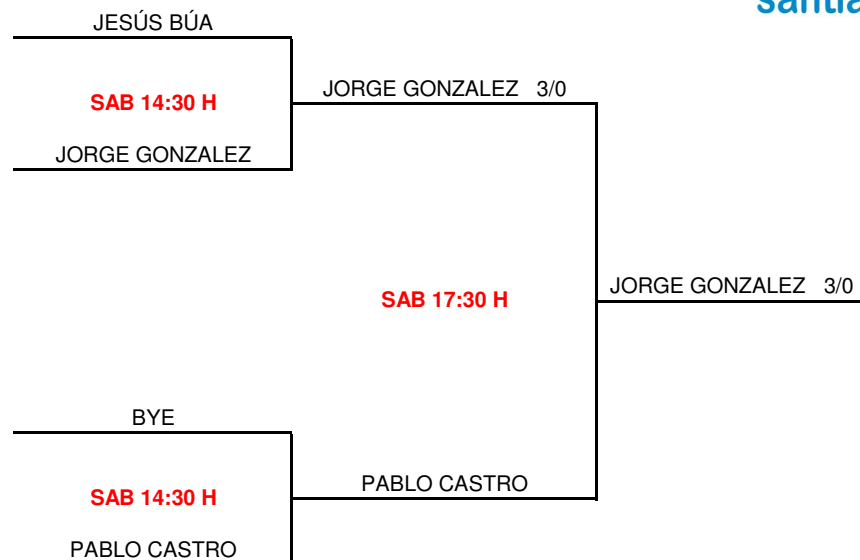 JESÚS BÚA
SAB 14:30 H
JORGE GONZALEZ 3/0
JORGE GONZALEZ
SAB 17:30 H
JORGE GONZALEZ 3/0
BYE
SAB 14:30 H
PABLO CASTRO
PABLO CASTRO